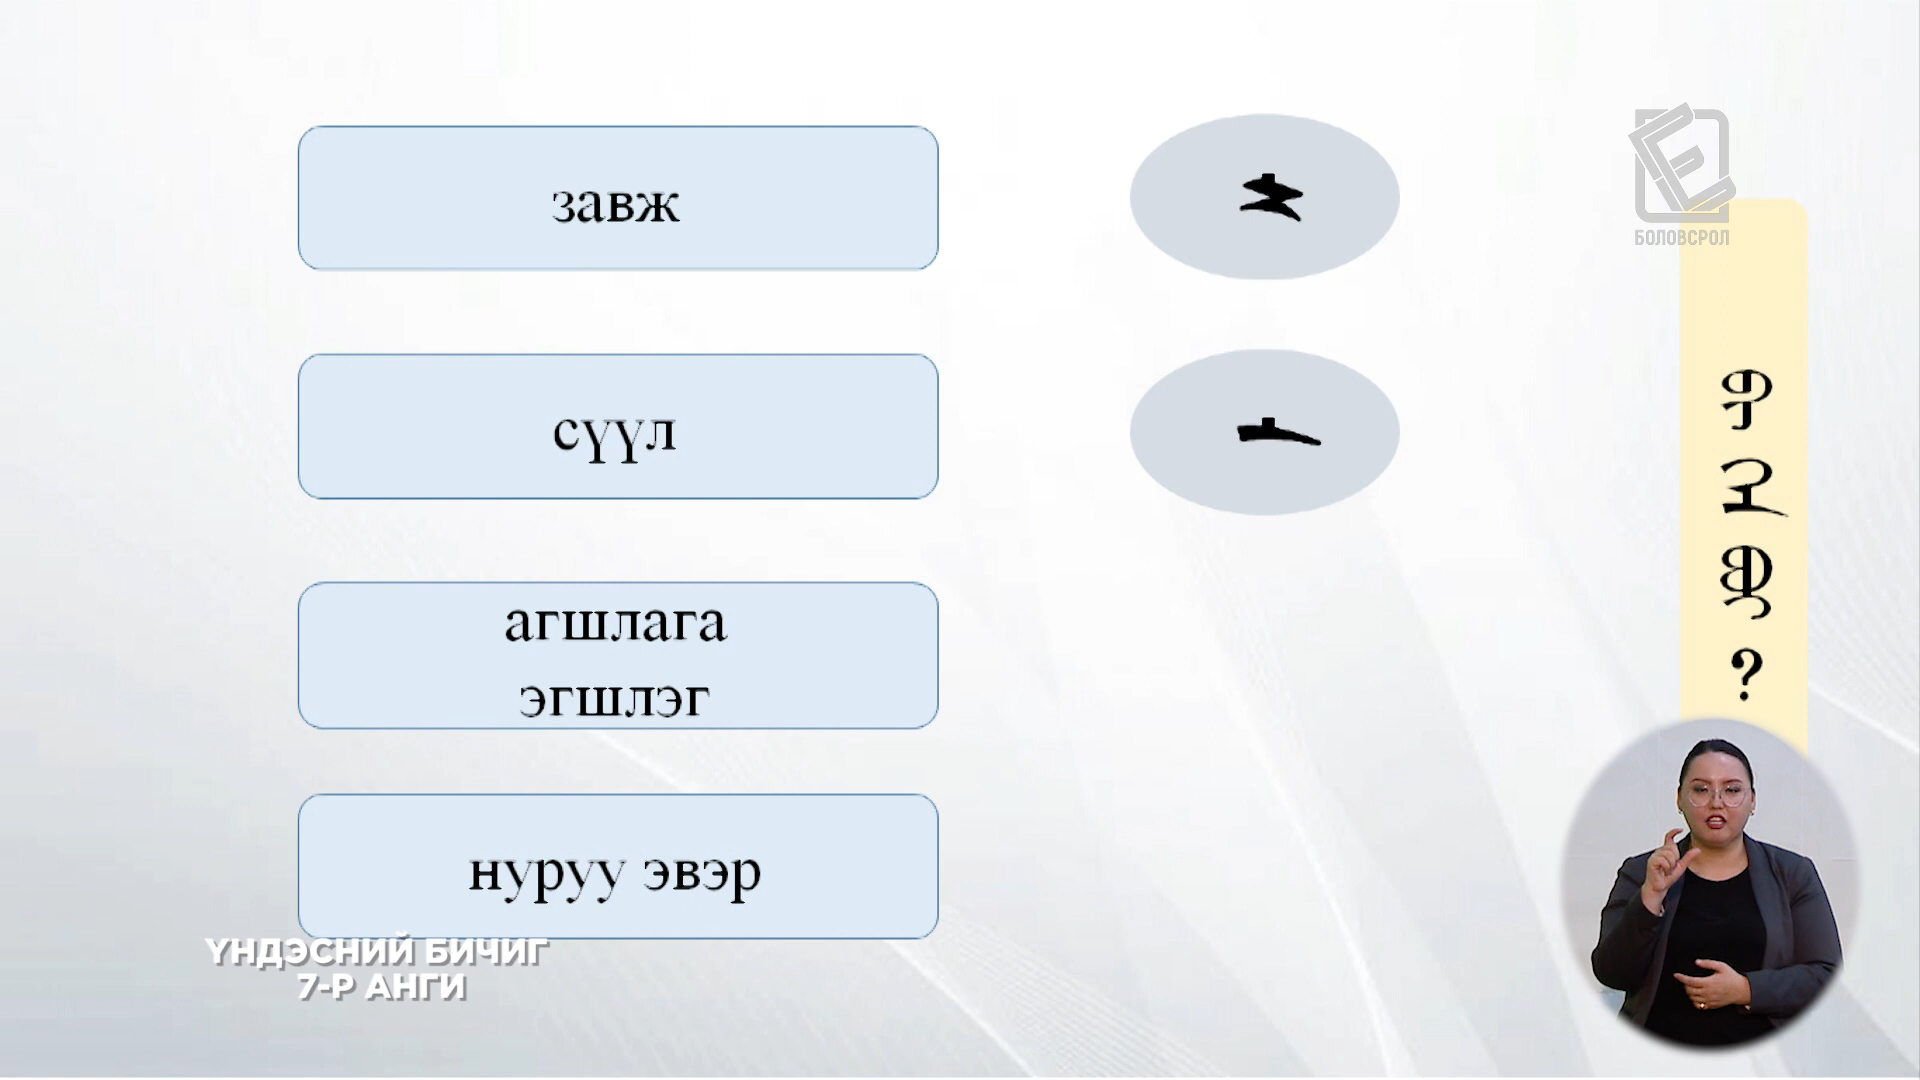 завж
сүүл
агшлага
эгшлэг
нуруу эвэр
БОЛОВСРОЛ
?
ҮНДЭСНИЙ БИЧИГ
7-Р АНГИ